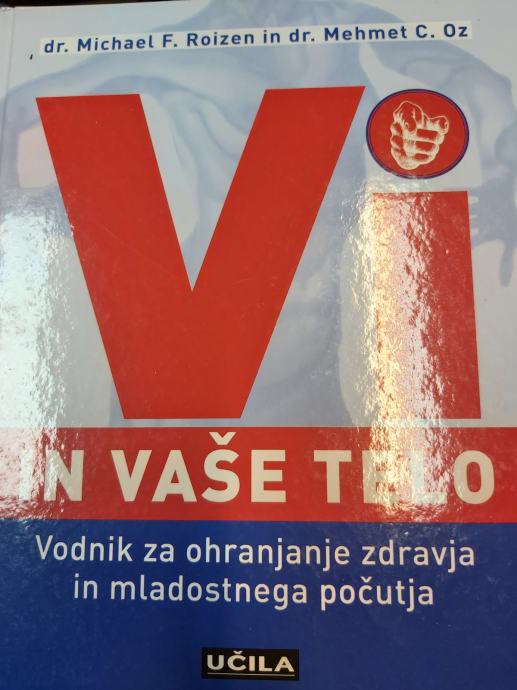 dr. Michael F. Roizen in dr. Mehmet C. Oz
Vi
IN VAŠE TELO
Vodnik za ohranjanje zdravja
in mladostnega počutja
UČILA